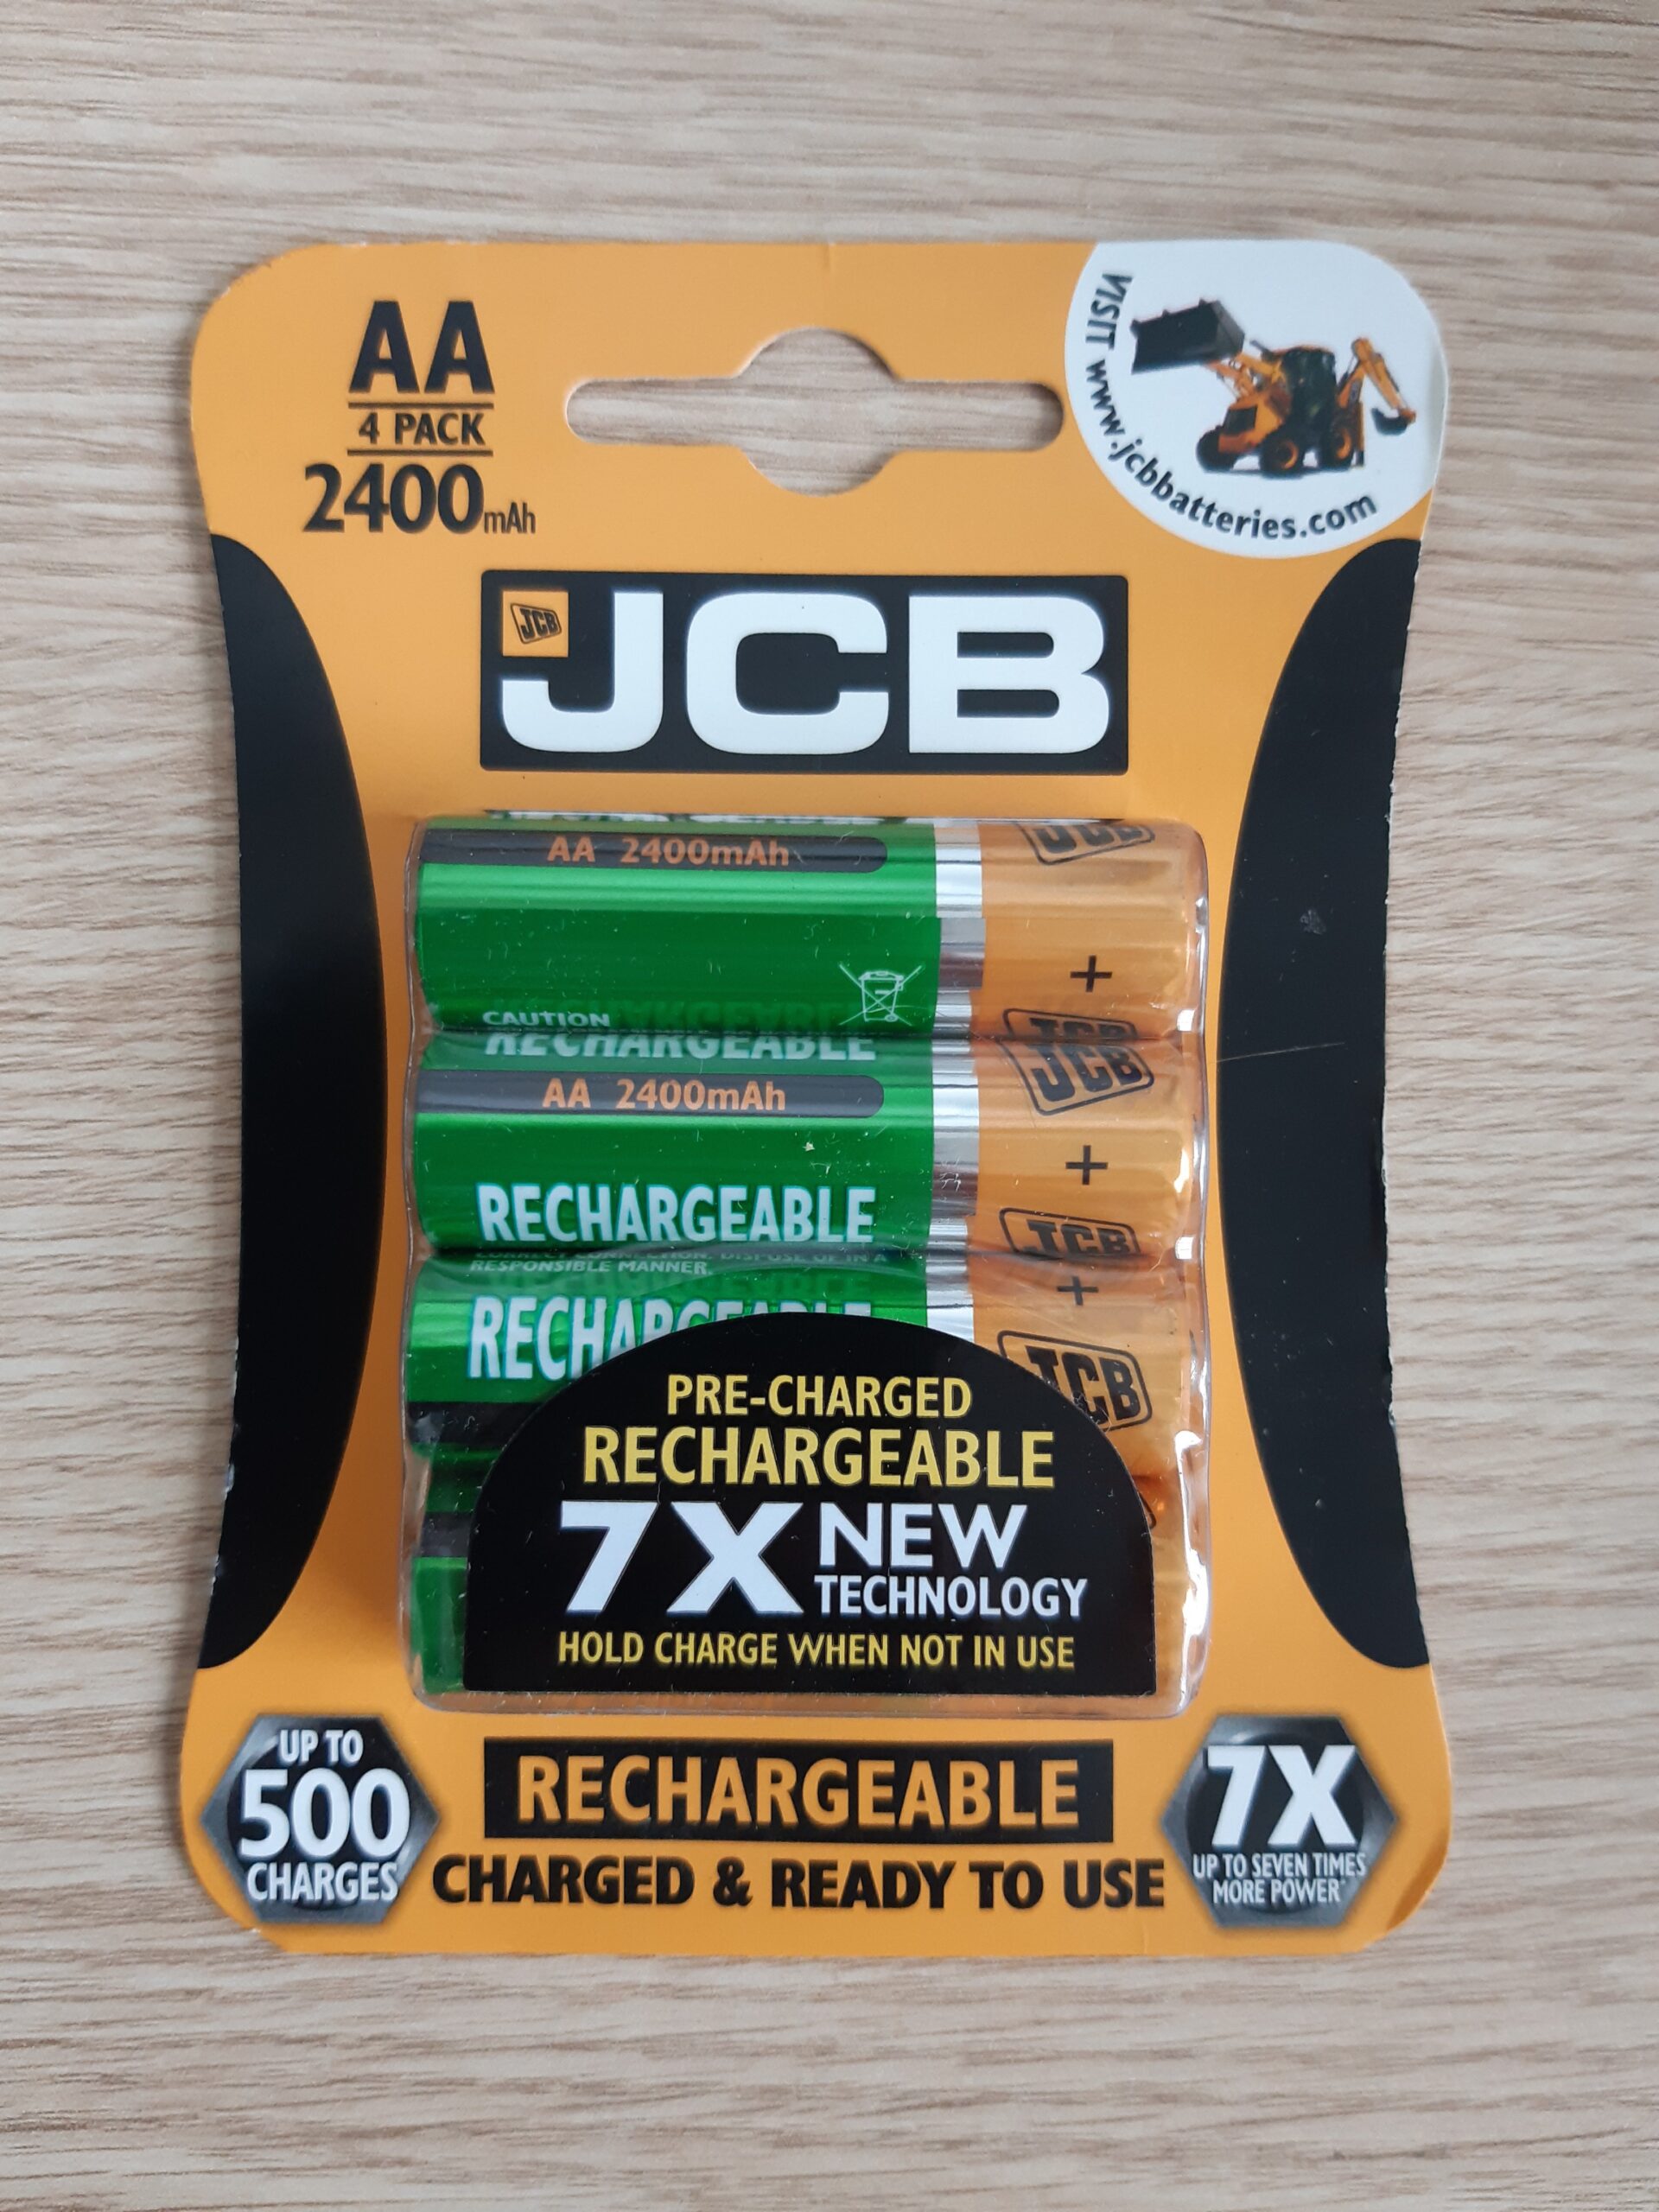 AA
4 PACK
2400mAh
VISIT www.jcbbatteries.com
JCB
JCB
AA 2400mAh
JCB
+
CAUTION
JCB
RECHARGEABLE
AA 2400mAh
JCB
+
RECHARGEABLE
JCB
RESPONSIBLE MANNER.
+
JCB
PRE-CHARGED
RECHARGEABLE
7X NEW
TECHNOLOGY
HOLD CHARGE WHEN NOT IN USE
UP TO
500
CHARGES
RECHARGEABLE
CHARGED & READY TO USE
7X
UP TO SEVEN TIMES
MORE POWER*